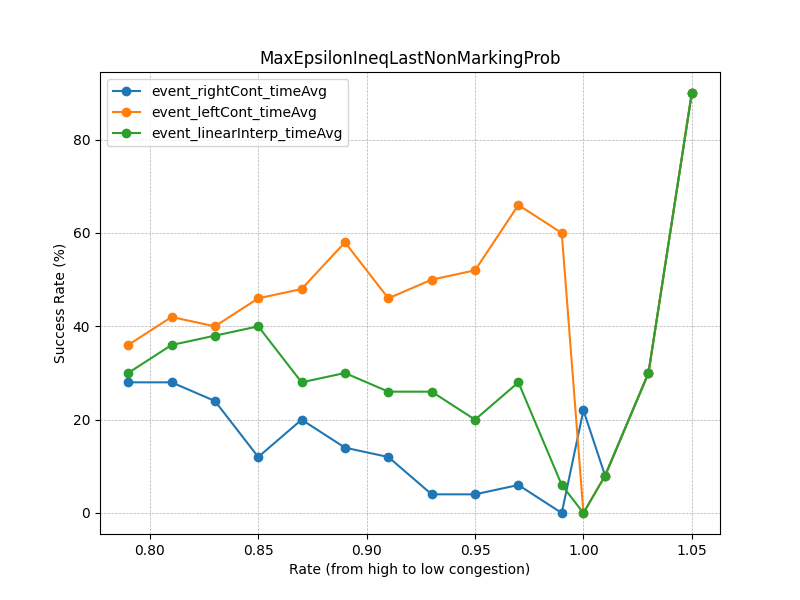 MaxEpsilonIneqLastNonMarkingProb
event_rightCont_timeAvg
event_leftCont_timeAvg
event_linearInterp_timeAvg
Success Rate (%)
80
60
40
20
0
0.80 0.85 0.90 0.95 1.00 1.05
Rate (from high to low congestion)